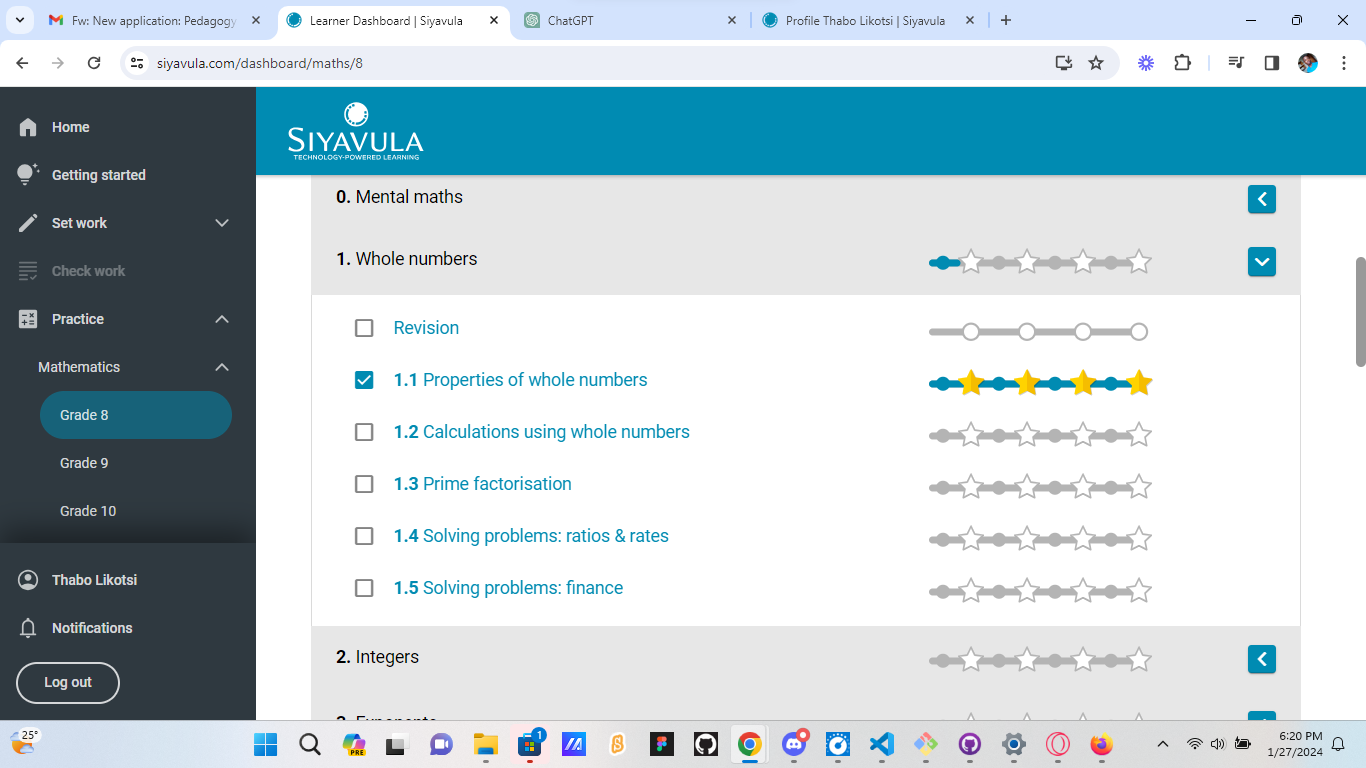 Fw: New application: Pedagogy
Learner Dashboard | Siyavula
ChatGPT
Profile Thabo Likotsi | Siyavula
siyavula.com/dashboard/maths/8
Home
Getting started
Set work
Check work
Practice
Mathematics
Grade 8
Grade 9
Grade 10
Thabo Likotsi
Notifications
Log out
SIYAVULA
TECHNOLOGY-POWERED LEARNING
0. Mental maths
1. Whole numbers
Revision
1.1 Properties of whole numbers
1.2 Calculations using whole numbers
1.3 Prime factorisation
1.4 Solving problems: ratios & rates
1.5 Solving problems: finance
2. Integers
3. Exponents
25°
PRE
1
6:20 PM
1/27/2024